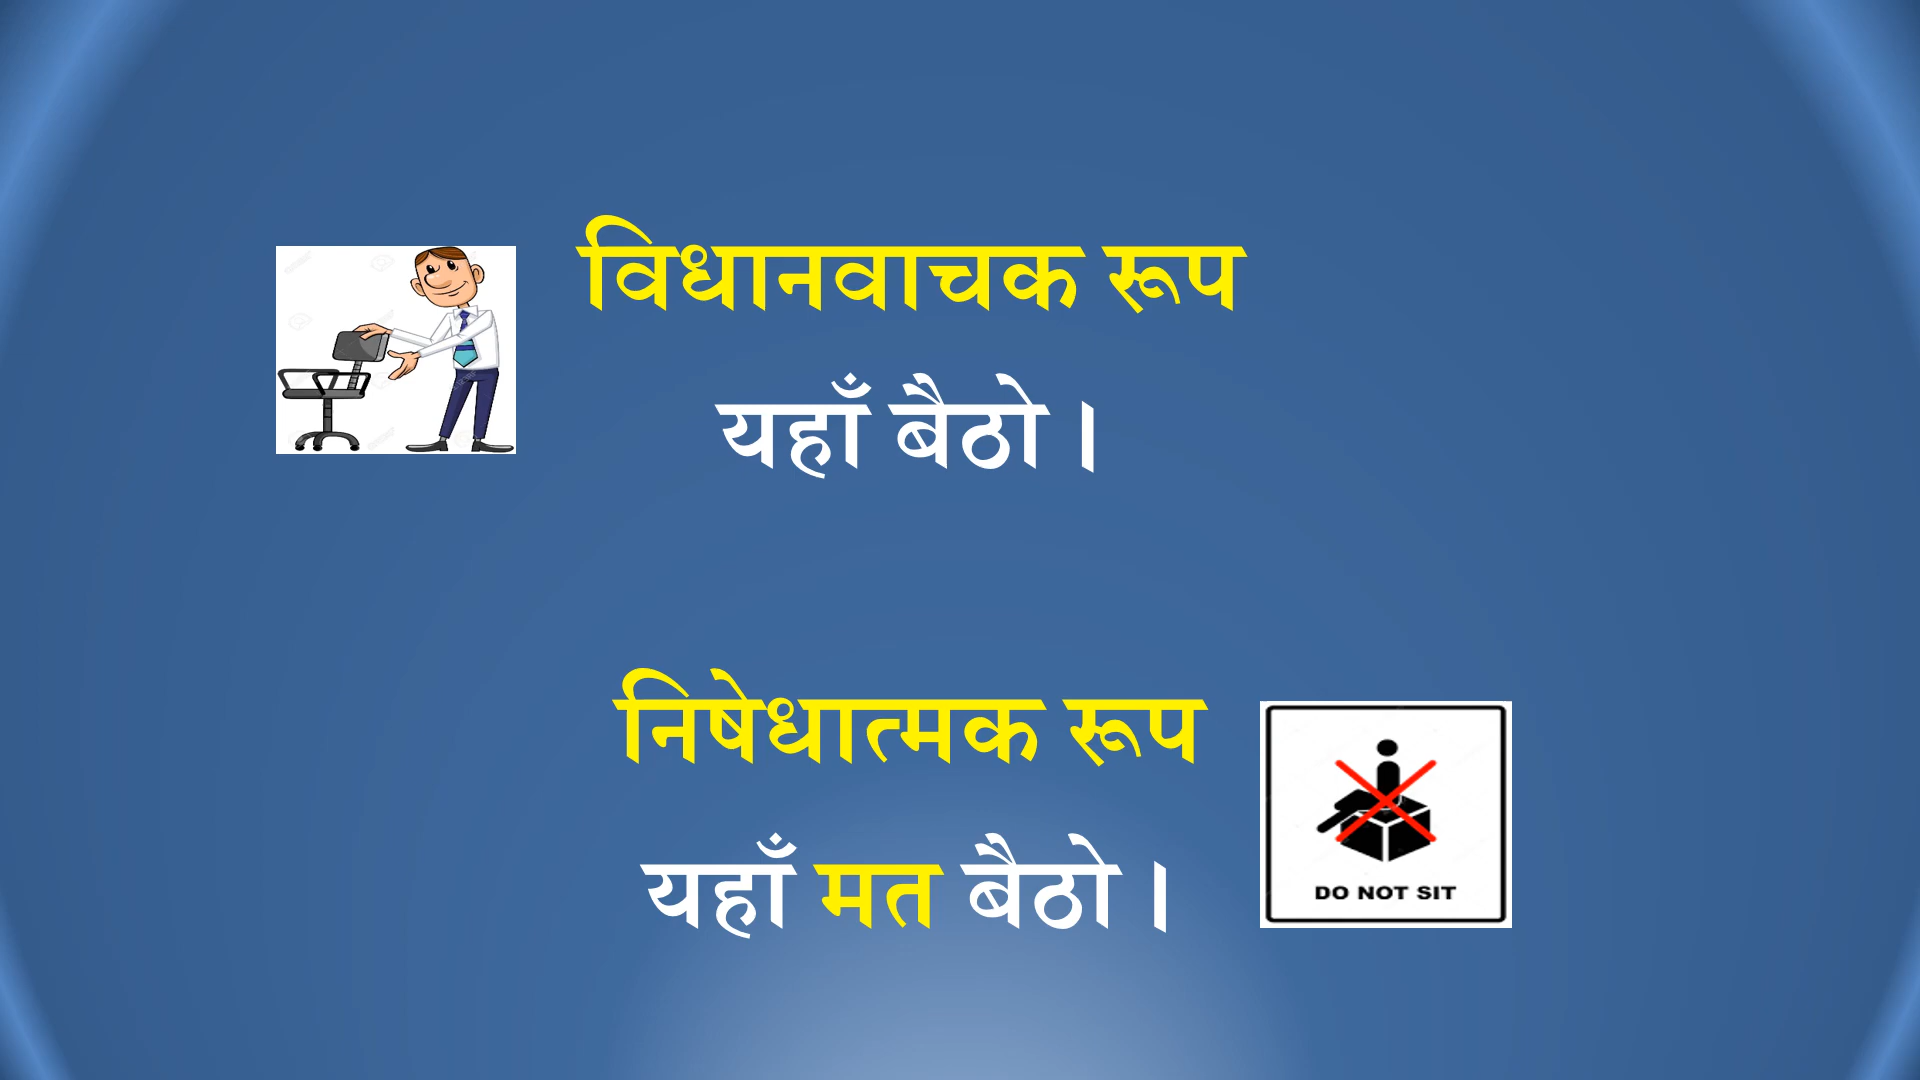 विधानवाचक रूप
यहाँ बैठो ।
निषेधात्मक रूप
यहाँ मत बैठो ।
DO NOT SIT